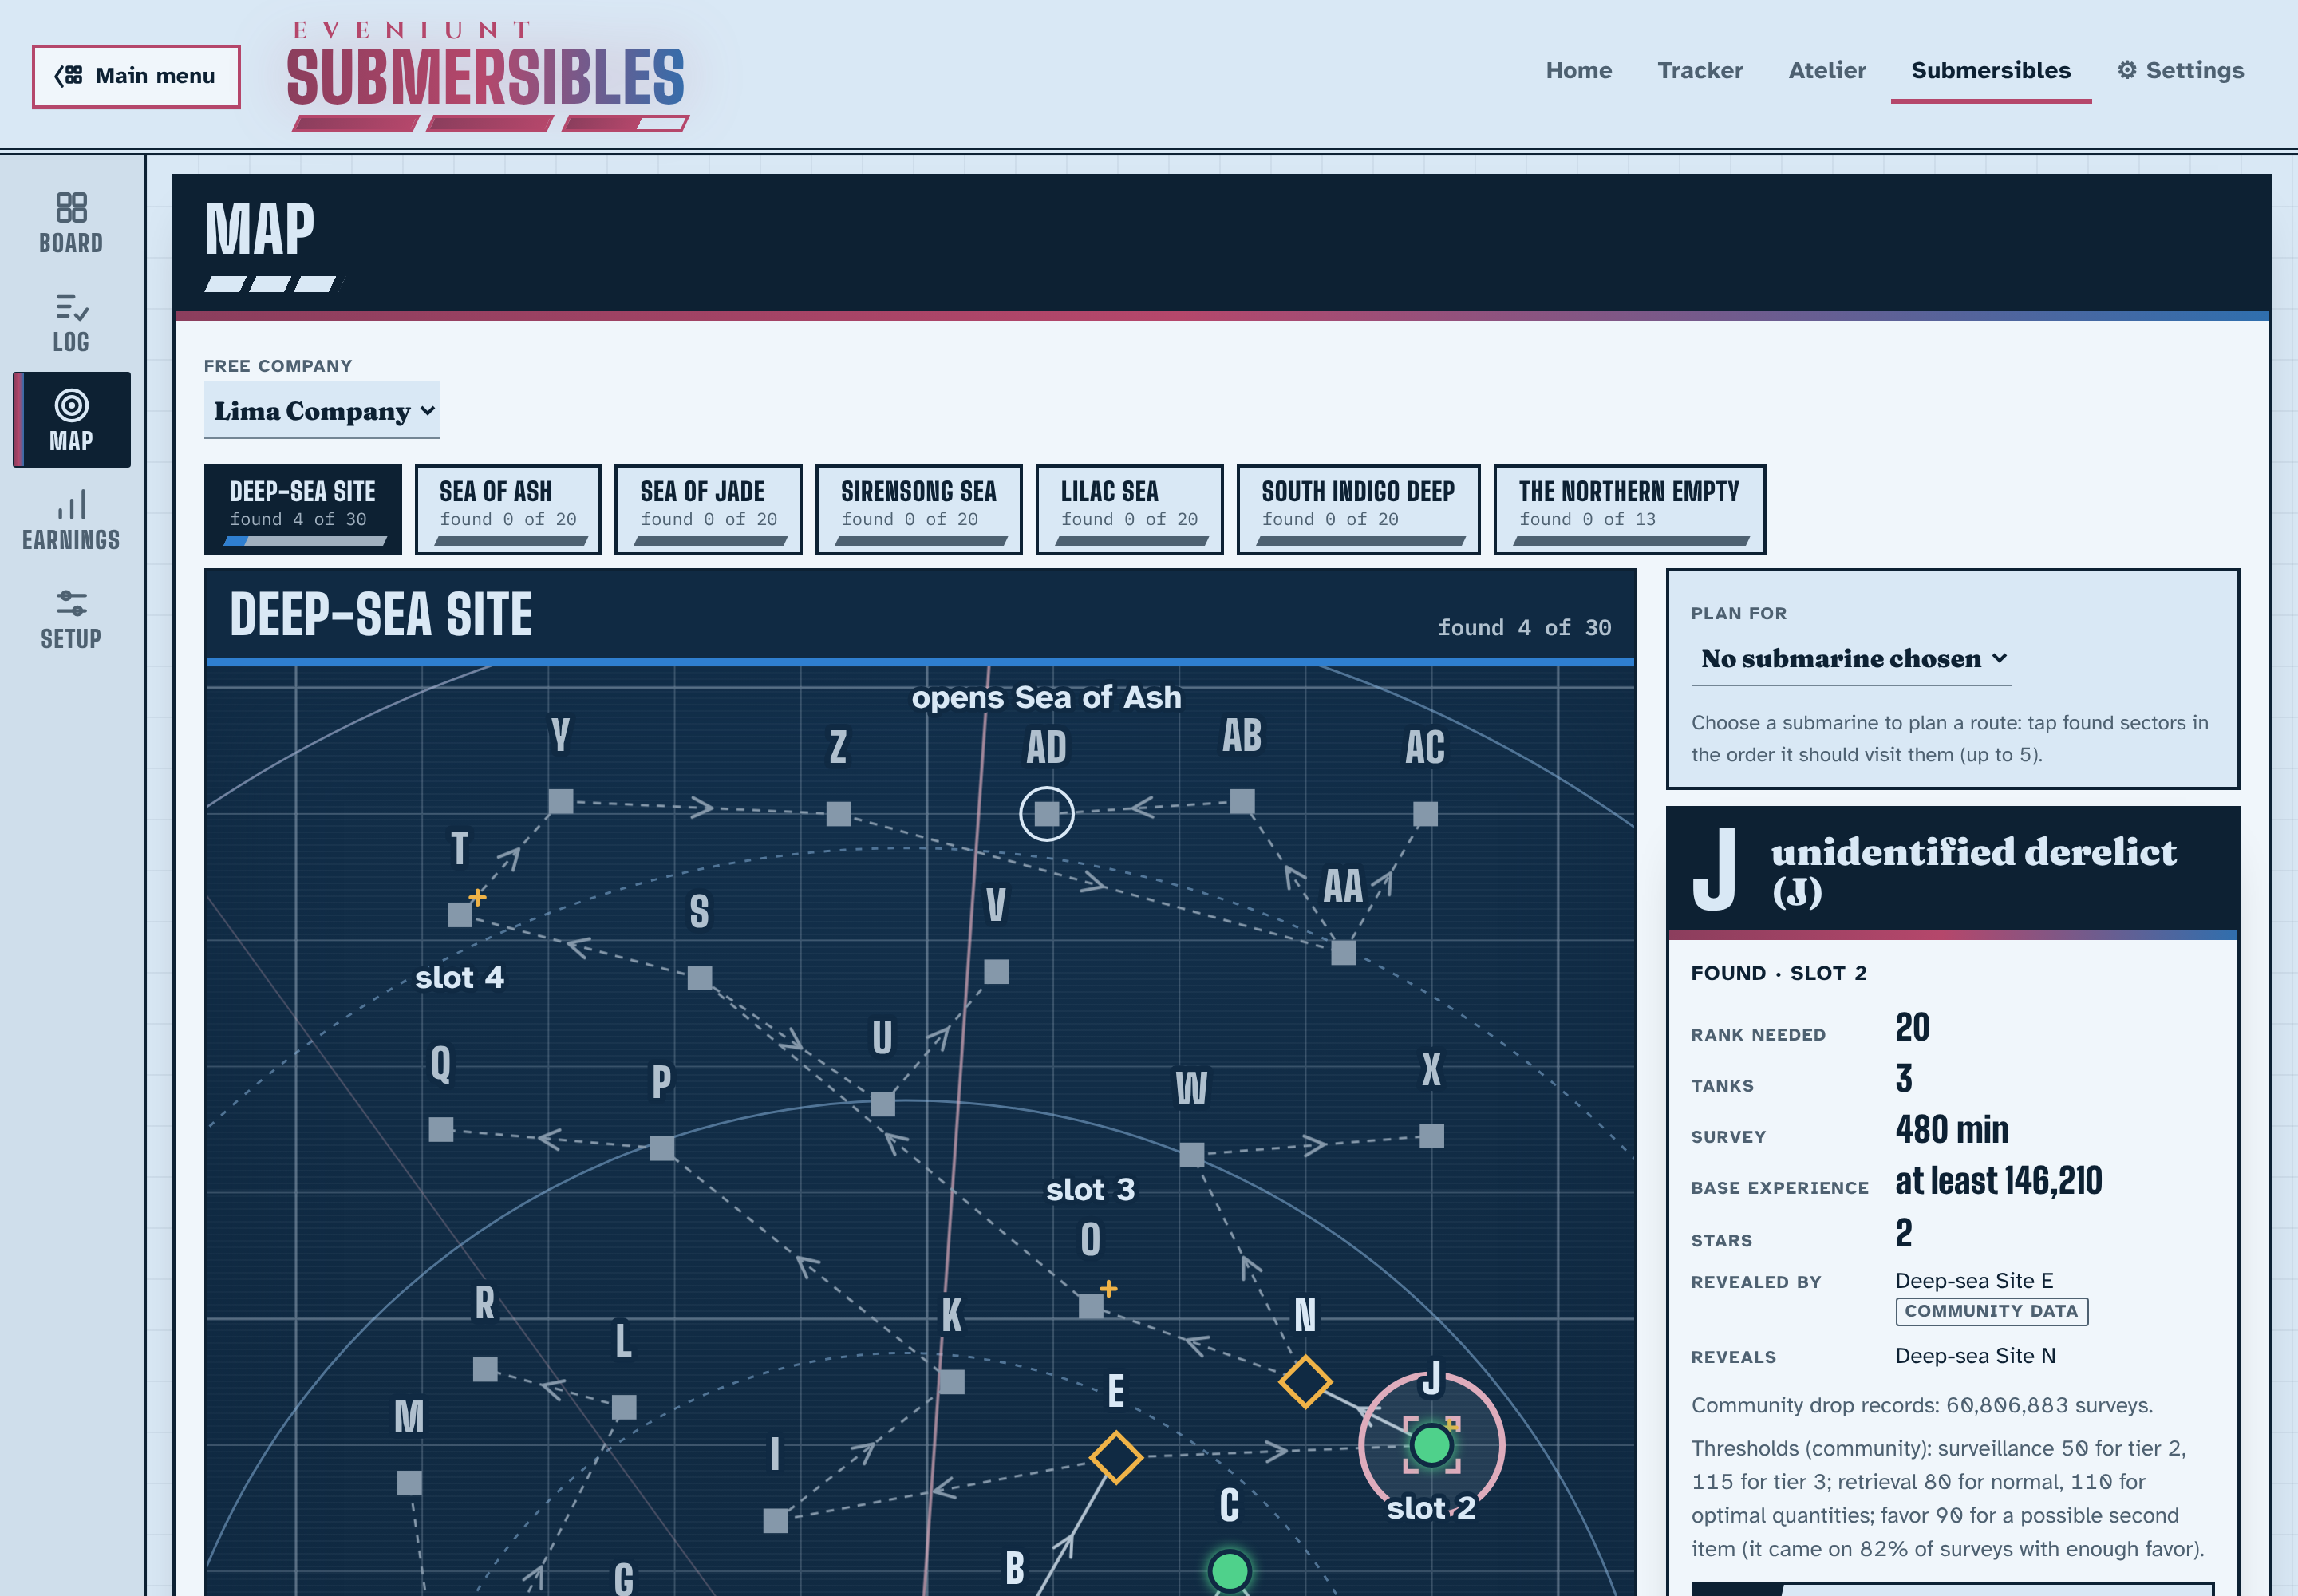 Main menu
EVENIUNT
SUBMERSIBLES
Home
Tracker
Atelier
Submersibles
Settings
BOARD
LOG
MAP
EARNINGS
SETUP
MAP
FREE COMPANY
Lima Company
DEEP-SEA SITE
found 4 of 30
SEA OF ASH
found 0 of 20
SEA OF JADE
found 0 of 20
SIRENSONG SEA
found 0 of 20
LILAC SEA
found 0 of 20
SOUTH INDIGO DEEP
found 0 of 20
THE NORTHERN EMPTY
found 0 of 13
DEEP-SEA SITE
found 4 of 30
opens Sea of Ash
Y
Z
AD
AB
AC
T
S
V
AA
slot 4
Q
P
U
W
X
slot 3
O
R
L
K
N
M
I
E
J
slot 2
C
G
B
PLAN FOR
No submarine chosen
Choose a submarine to plan a route: tap found sectors in
the order it should visit them (up to 5).
J
unidentified derelict
(J)
FOUND · SLOT 2
RANK NEEDED 20
TANKS 3
SURVEY 480 min
BASE EXPERIENCE at least 146,210
STARS 2
REVEALED BY Deep-sea Site E
COMMUNITY DATA
REVEALS Deep-sea Site N
Community drop records: 60,806,883 surveys.
Thresholds (community): surveillance 50 for tier 2,
115 for tier 3; retrieval 80 for normal, 110 for
optimal quantities; favor 90 for a possible second
item (it came on 82% of surveys with enough favor).